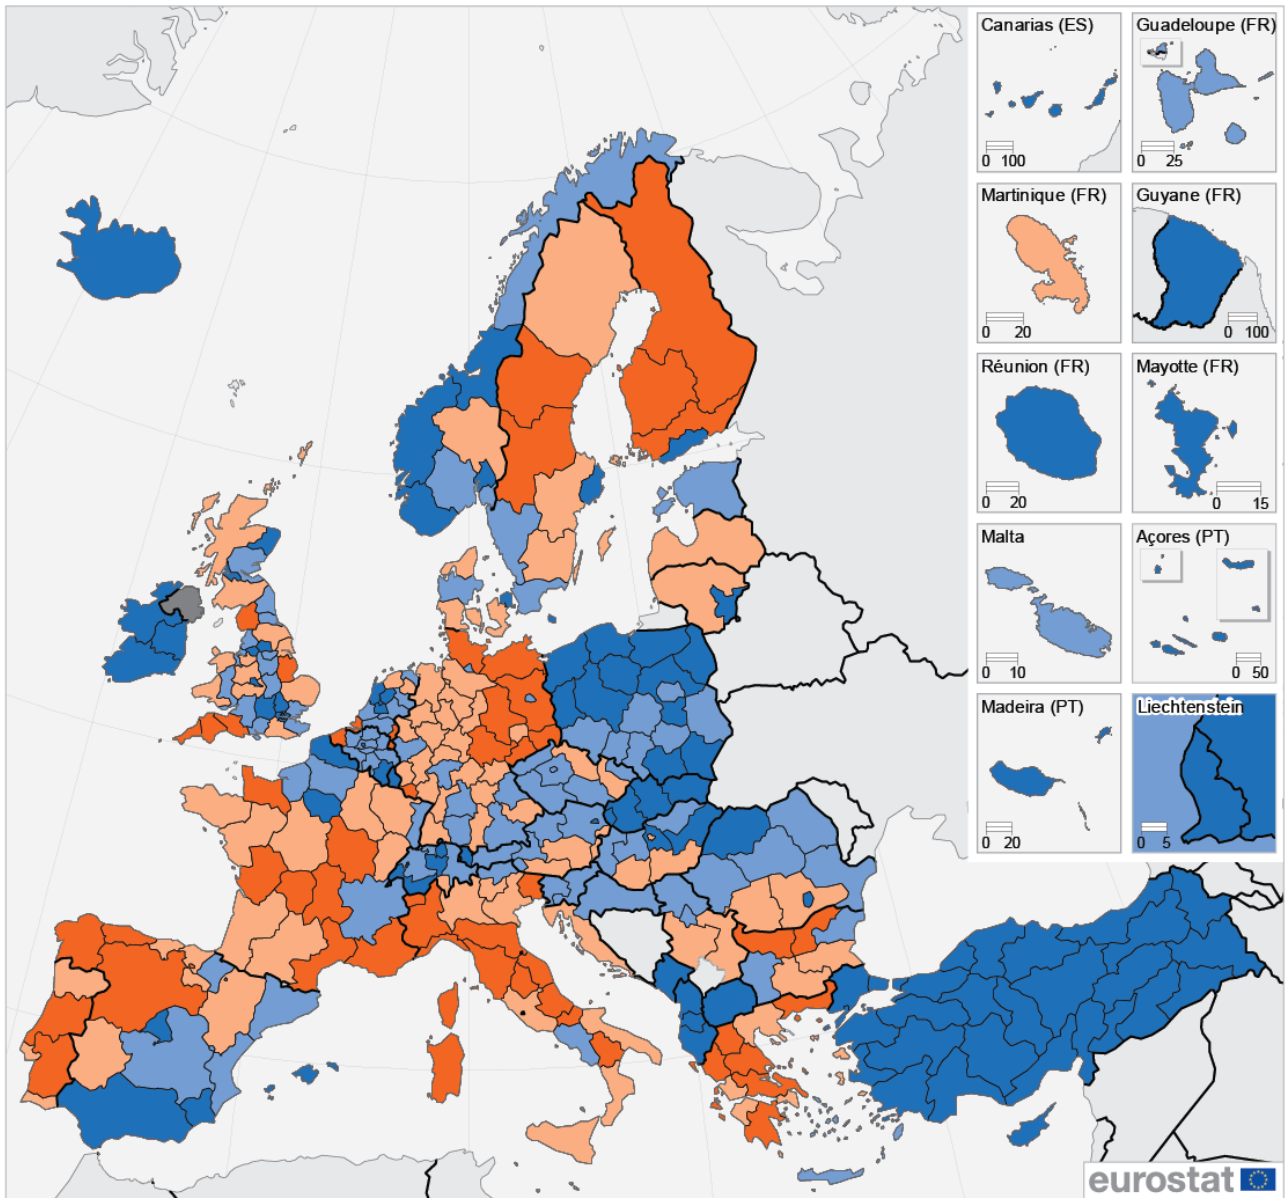 Canarias (ES)
0 100
Guadeloupe (FR)
0 25
Martinique (FR)
0 20
Guyane (FR)
0 100
Réunion (FR)
0 20
Mayotte (FR)
0 15
Malta
0 10
Açores (PT)
0 50
Madeira (PT)
0 20
Liechtenstein
0 5
eurostat